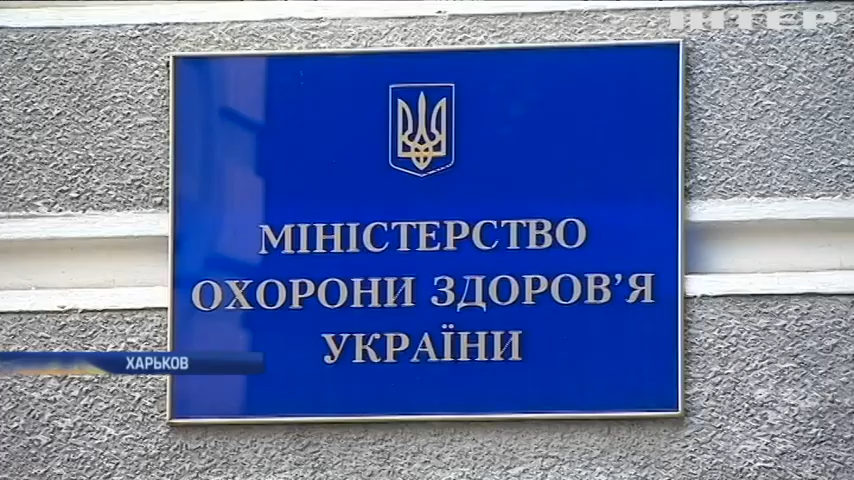 ІНТЕР
МІНІСТЕРСТВО
ОХОРОНИ ЗДОРОВ’Я
УКРАЇНИ
ХАРЬКОВ